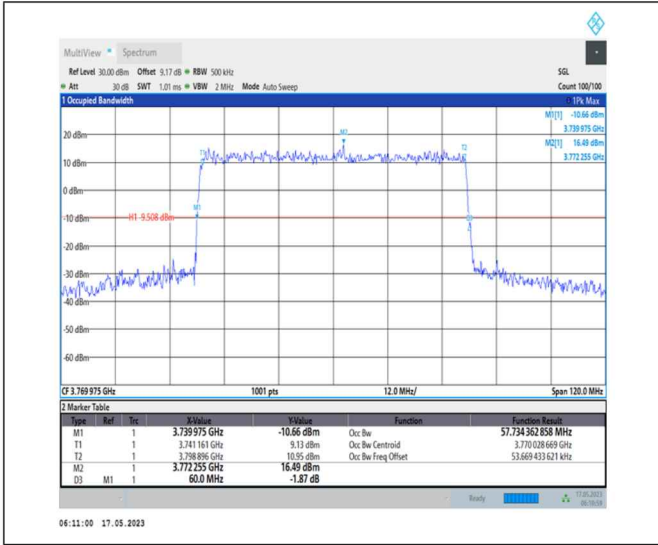 MultiView Spectrum
Ref Level 30.00 dBm Offset 9.17 dB RBW 500 kHz SGL
Att 30 dB SWT 1.01 ms VBW 2 MHz Mode Auto Sweep Count 100/100
1 Occupied Bandwidth 1Pk Max
M1[1] -10.66 dBm
3.739 975 GHz
M2[1] 16.49 dBm
3.772 255 GHz
20 dBm
M2
T1
T2
10 dBm
0 dBm
M1
-10 dBm
H1 -9.508 dBm
D3
-20 dBm
-30 dBm
-40 dBm
-50 dBm
-60 dBm
CF 3.769 975 GHz 1001 pts 12.0 MHz/ Span 120.0 MHz
2 Marker Table
Type Ref Trc X-Value Y-Value Function Function Result
M1 1 3.739 975 GHz -10.66 dBm Occ Bw 57.734 362 858 MHz
T1 1 3.741 161 GHz 9.13 dBm Occ Bw Centroid 3.770 028 669 GHz
T2 1 3.798 896 GHz 10.95 dBm Occ Bw Freq Offset 53.669 433 621 kHz
M2 1 3.772 255 GHz 16.49 dBm
D3 M1 1 60.0 MHz -1.87 dB
Ready 17.05.2023
06:10:58
06:11:00 17.05.2023